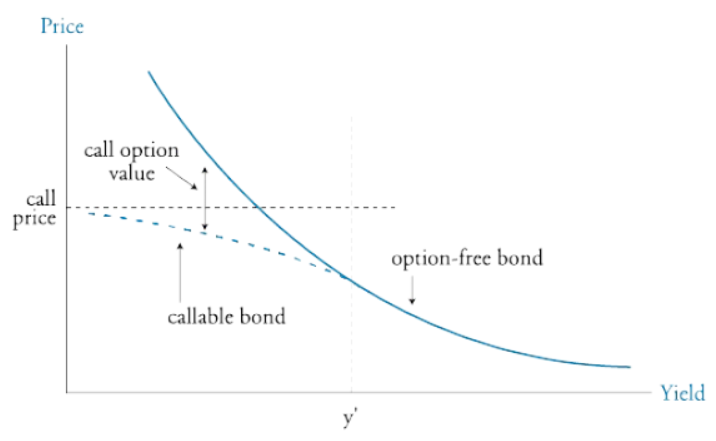 Price
call option
value
call
price
option-free bond
callable bond
Yield
y'